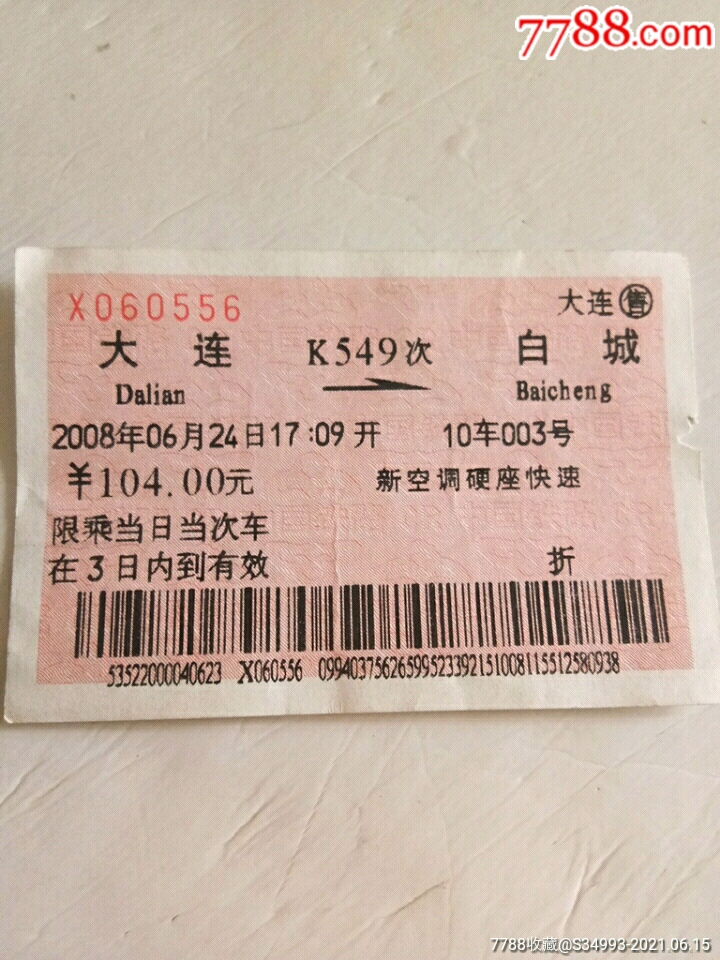 7788.com
X060556 大连 售
大连 K549次 白城
Dalian Baicheng
2008年06月24日17:09开 10车003号
¥104.00元 新空调硬座快速
限乘当日当次车
在3日内到有效 折
53522000040623 X060556 09940375626599523392151008115512580938
7788收藏@S34993-2021.06.15